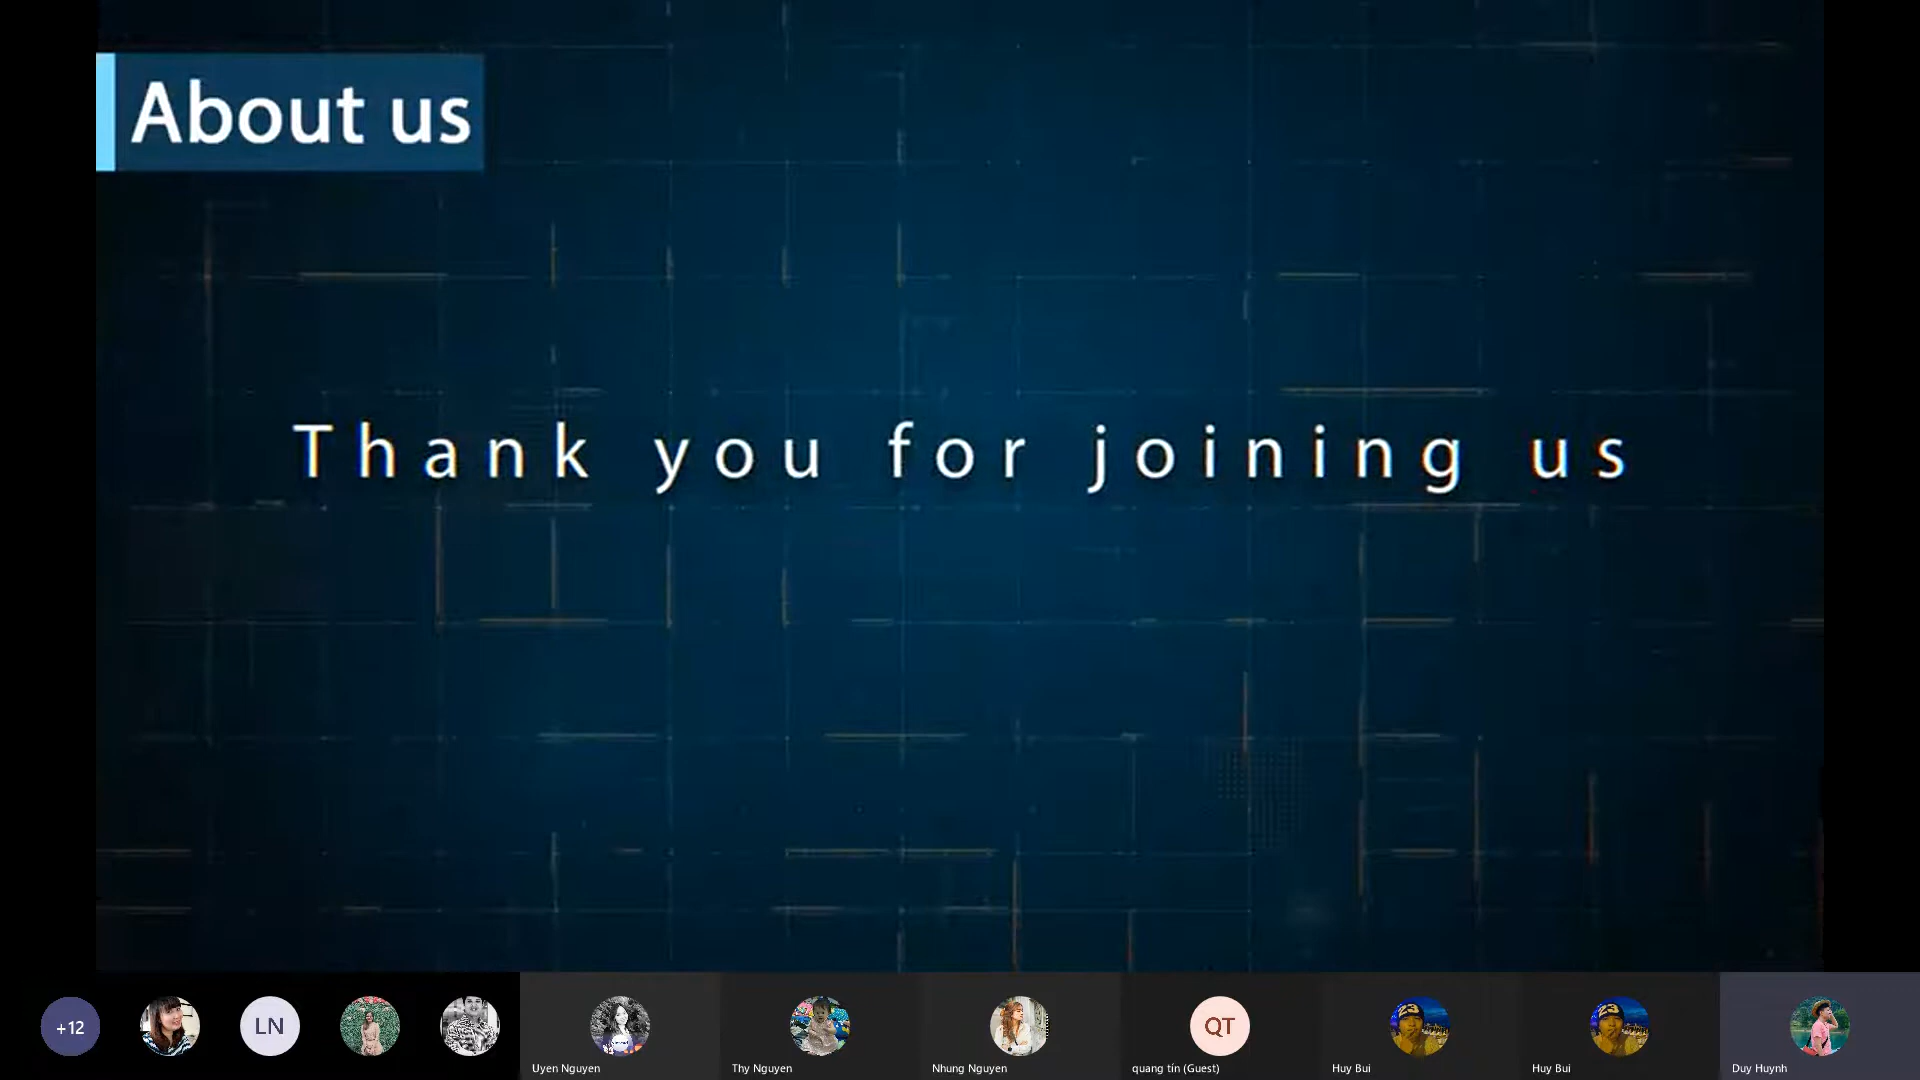 About us
Thank you for joining us
+12
LN
QT
Uyen Nguyen
Thy Nguyen
Nhung Nguyen
quang tín (Guest)
Huy Bui
Huy Bui
Duy Huynh